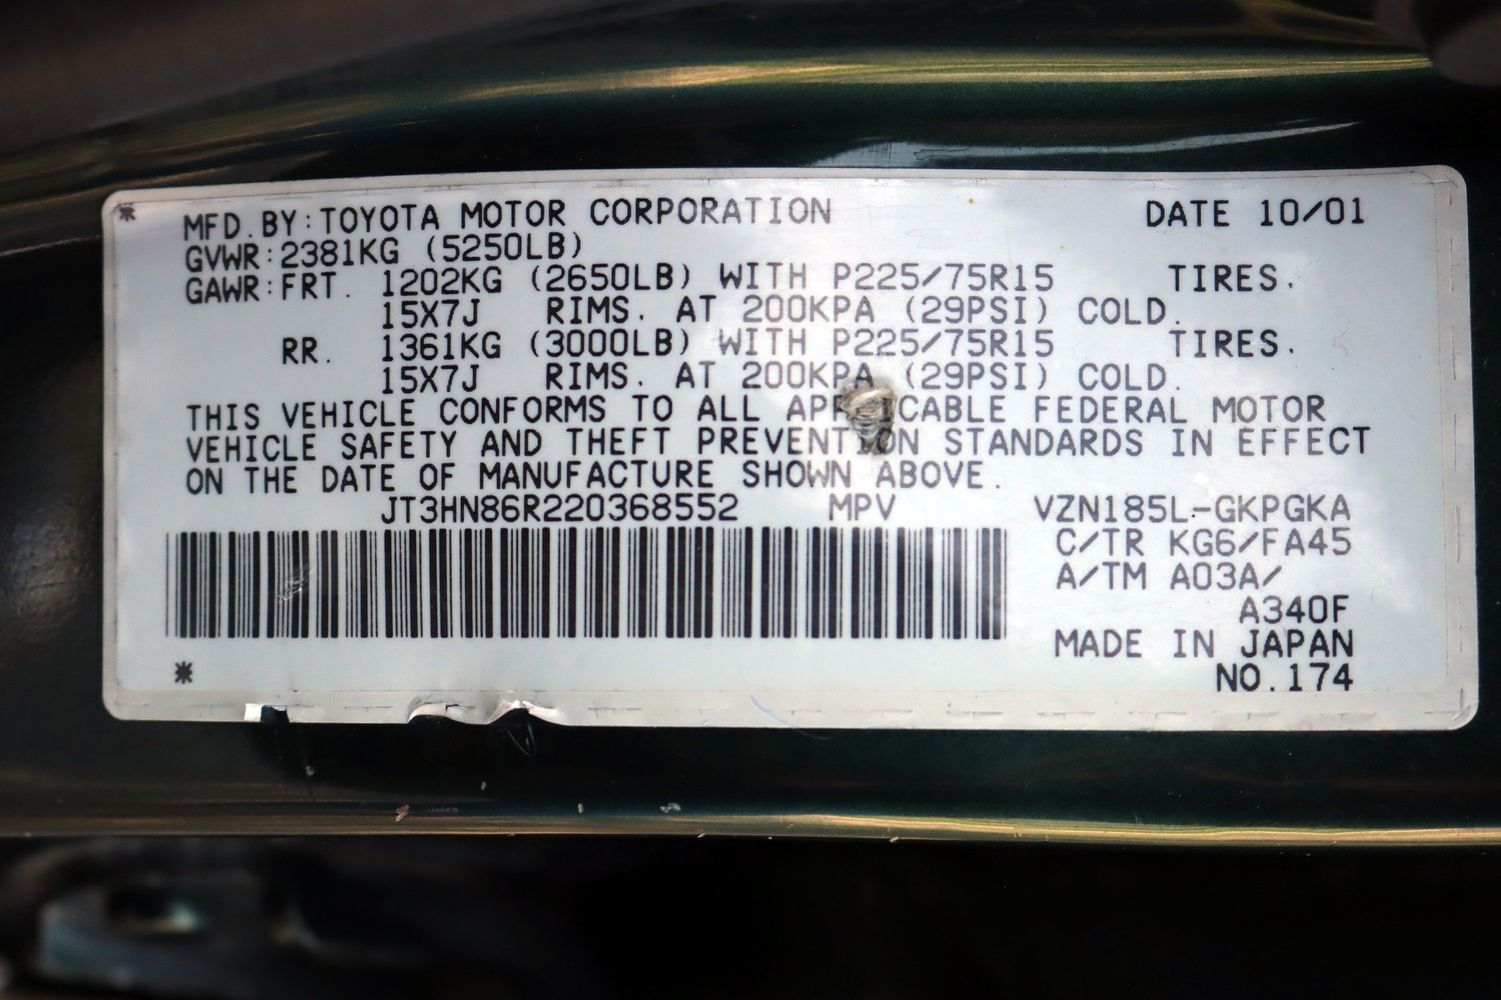 MFD.BY:TOYOTA MOTOR CORPORATION DATE 10/01
GVWR:2381KG (5250LB)
GAWR:FRT. 1202KG (2650LB) WITH P225/75R15 TIRES.
15X7J RIMS. AT 200KPA (29PSI) COLD.
RR. 1361KG (3000LB) WITH P225/75R15 TIRES.
15X7J RIMS. AT 200KPA (29PSI) COLD.
THIS VEHICLE CONFORMS TO ALL APPLICABLE FEDERAL MOTOR
VEHICLE SAFETY AND THEFT PREVENTION STANDARDS IN EFFECT
ON THE DATE OF MANUFACTURE SHOWN ABOVE.
JT3HN86R220368552 MPV VZN185L-GKPGKA
C/TR KG6/FA45
A/TM A03A/
A340F
MADE IN JAPAN
NO.174